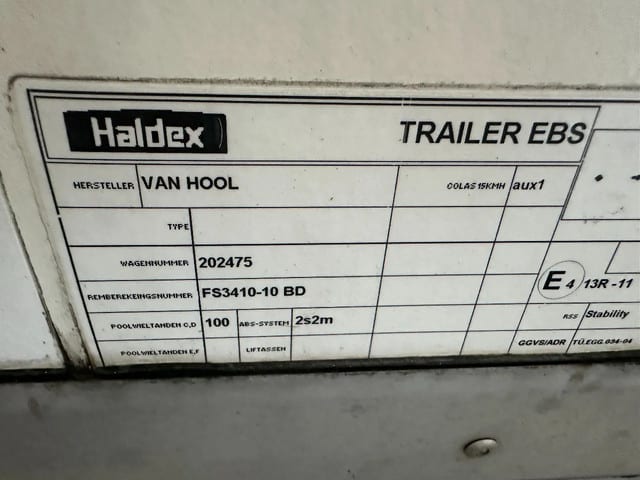 Haldex TRAILER EBS
HERSTELLER VAN HOOL COLAS 15KMH aux1
TYPE
WAGENNUMMER 202475
REMBEREKEINGSNUMMER FS3410-10 BD E4 13R -11
POOLWIELTANDEN C,D 100 ABS-SYSTEM 2s2m RSS Stability
POOLWIELTANDEN E,F LIFTASSEN GGVS/ADR TÜ.EGG.034-04